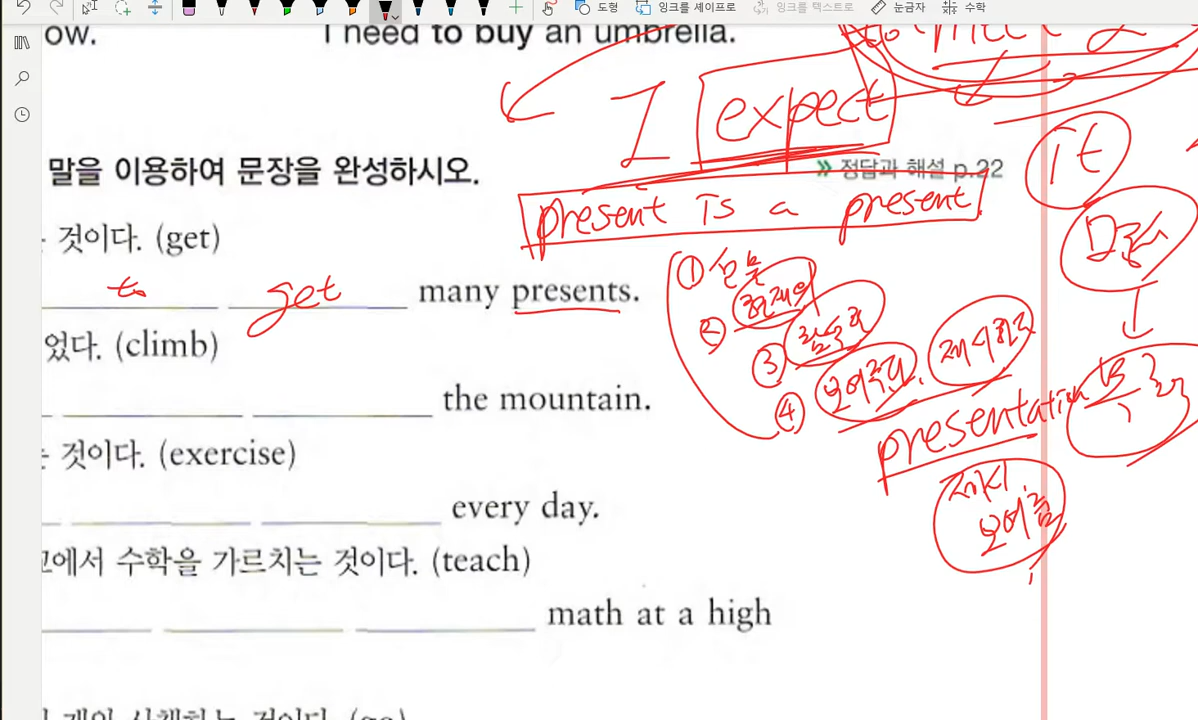 도형 잉크를 셰이프로 잉크를 텍스트로 눈금자 수학
ow. I need to buy an umbrella.
I expect
it
말을 이용하여 문장을 완성하시오.
정답과 해설 p.22
present is a present
것이다. (get)
to get many presents.
① 선물
② 현재의
③ 참석한
④ 보여주다, 제시하다
presentation
제시,
보여줌
었다. (climb)
the mountain.
것이다. (exercise)
every day.
교에서 수학을 가르치는 것이다. (teach)
math at a high